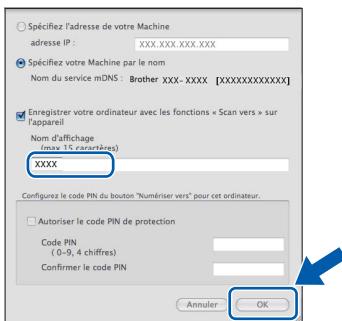 Spécifiez l'adresse de votre Machine
adresse IP :
XXX.XXX.XXX.XXX
Spécifiez votre Machine par le nom
Nom du service mDNS : Brother XXX-XXXX [XXXXXXXXXXXX]
Enregistrer votre ordinateur avec les fonctions « Scan vers » sur
l'appareil
Nom d'affichage
(max 15 caractères)
XXXX
Configurez le code PIN du bouton "Numériser vers" pour cet ordinateur.
Autoriser le code PIN de protection
Code PIN
( 0-9, 4 chiffres)
Confirmer le code PIN
Annuler
OK